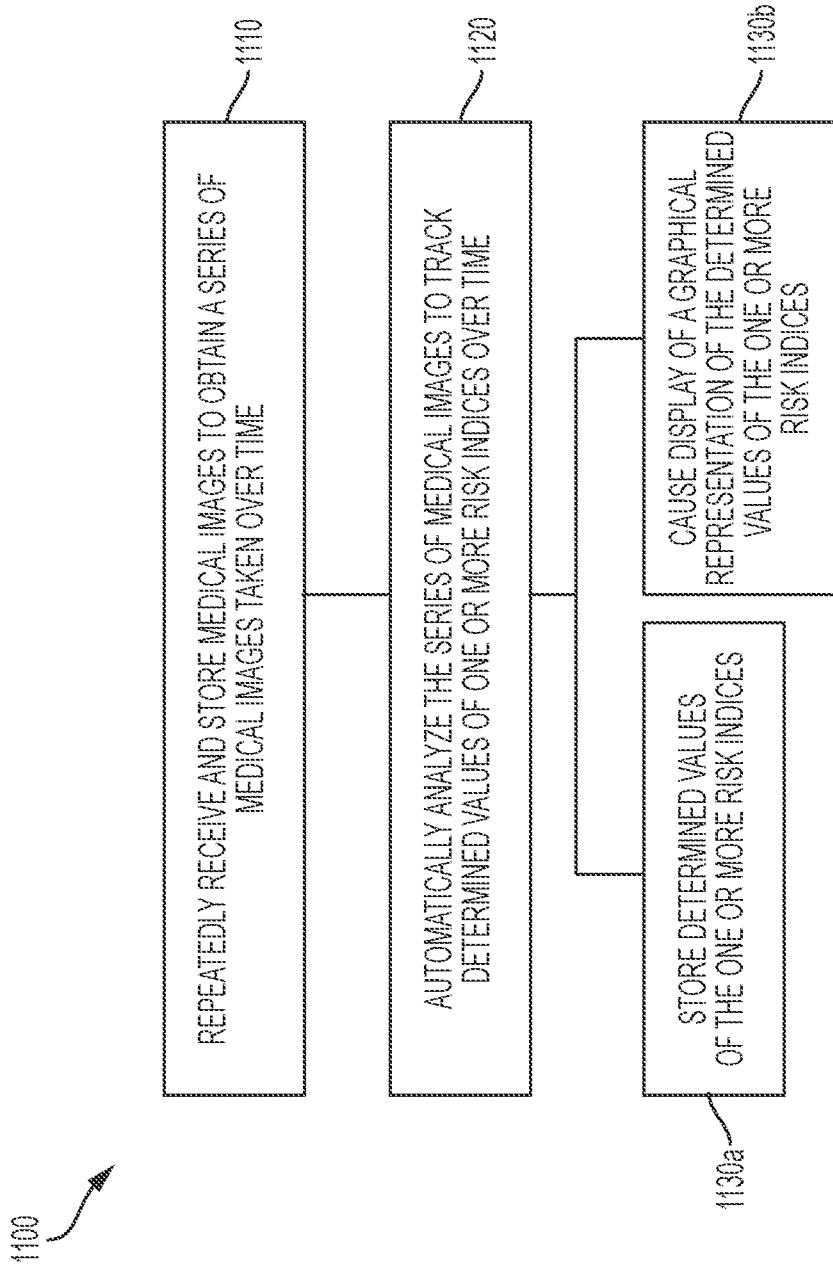 1100
REPEATEDLY RECEIVE AND STORE MEDICAL IMAGES TO OBTAIN A SERIES OF
MEDICAL IMAGES TAKEN OVER TIME
1110
AUTOMATICALLY ANALYZE THE SERIES OF MEDICAL IMAGES TO TRACK
DETERMINED VALUES OF ONE OR MORE RISK INDICES OVER TIME
1120
STORE DETERMINED VALUES
OF THE ONE OR MORE RISK INDICES
1130a
CAUSE DISPLAY OF A GRAPHICAL
REPRESENTATION OF THE DETERMINED
VALUES OF THE ONE OR MORE
RISK INDICES
1130b